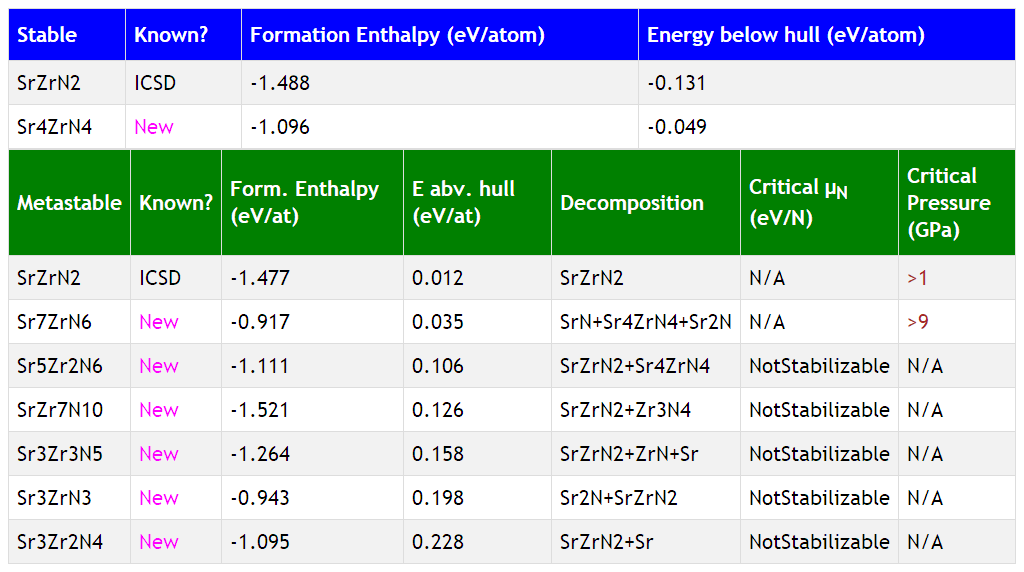 Stable Known? Formation Enthalpy (eV/atom) Energy below hull (eV/atom)
SrZrN2 ICSD -1.488 -0.131
Sr4ZrN4 New -1.096 -0.049
Metastable Known? Form. Enthalpy (eV/at) E abv. hull (eV/at) Decomposition Critical μN (eV/N) Critical Pressure (GPa)
SrZrN2 ICSD -1.477 0.012 SrZrN2 N/A >1
Sr7ZrN6 New -0.917 0.035 SrN+Sr4ZrN4+Sr2N N/A >9
Sr5Zr2N6 New -1.111 0.106 SrZrN2+Sr4ZrN4 NotStabilizable N/A
SrZr7N10 New -1.521 0.126 SrZrN2+Zr3N4 NotStabilizable N/A
Sr3Zr3N5 New -1.264 0.158 SrZrN2+ZrN+Sr NotStabilizable N/A
Sr3ZrN3 New -0.943 0.198 Sr2N+SrZrN2 NotStabilizable N/A
Sr3Zr2N4 New -1.095 0.228 SrZrN2+Sr NotStabilizable N/A